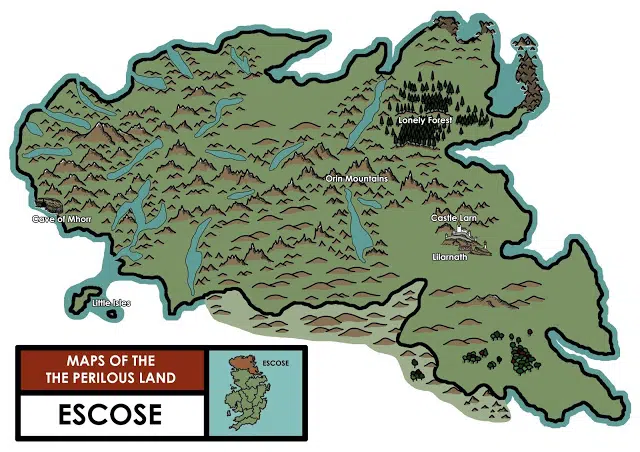 Lonely Forest
Orin Mountains
Cave of Mhorr
Castle Larn
Lilarnath
Little Isles
MAPS OF THE
THE PERILOUS LAND
ESCOSE
ESCOSE